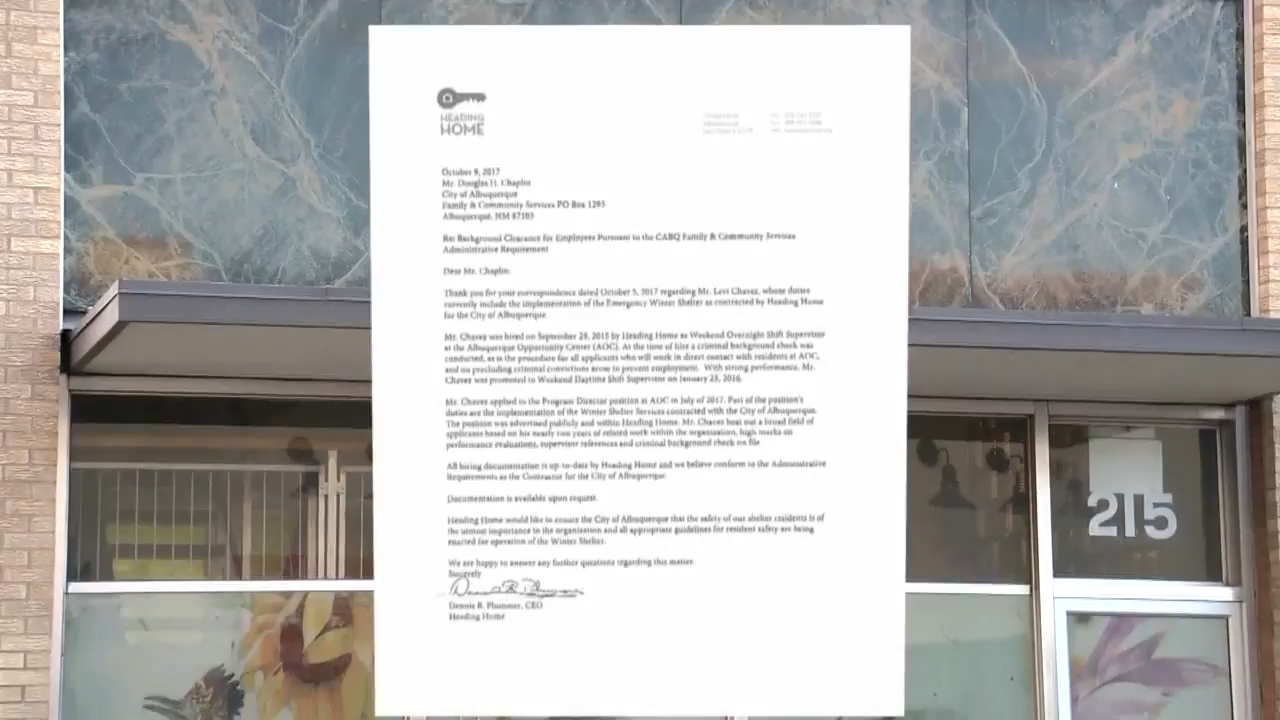 HEADING
HOME
October 9, 2017
Mr. Douglas H. Chaplin
City of Albuquerque
Family & Community Services PO Box 1293
Albuquerque, NM 87103
Re: Background Clearance for Employees Pursuant to the CABQ Family & Community Services
Administrative Requirement
Dear Mr. Chaplin:
Thank you for your correspondence dated October 5, 2017 regarding Mr. Levi Chavez, whose duties
currently include the implementation of the Emergency Winter Shelter as contracted by Heading Home
for the City of Albuquerque.
Mr. Chavez was hired on September 29, 2015 by Heading Home as Weekend Overnight Shift Supervisor
at the Albuquerque Opportunity Center (AOC). At the time of hire a criminal background check was
conducted, as is the procedure for all applicants who will work in direct contact with residents at AOC,
and no precluding criminal convictions arose to prevent employment. With strong performance, Mr.
Chavez was promoted to Weekend Daytime Shift Supervisor on January 23, 2016.
Mr. Chavez applied to the Program Director position at AOC in July of 2017. Part of the position's
duties are the implementation of the Winter Shelter Services contracted with the City of Albuquerque.
The position was advertised publicly and within Heading Home. Mr. Chavez beat out a broad field of
applicants based on his nearly two years of related work within the organization, high marks on
performance evaluations, supervisor references and criminal background check on file
All hiring documentation is up-to-date by Heading Home and we believe conform to the Administrative
Requirements as the Contractor for the City of Albuquerque.
Documentation is available upon request.
Heading Home would like to ensure the City of Albuquerque that the safety of our shelter residents is of
the utmost importance to the organization and all appropriate guidelines for resident safety are being
enacted for operation of the Winter Shelter.
We are happy to answer any further questions regarding this matter.
Sincerely
Dennis R. Plummer, CEO
Heading Home
215